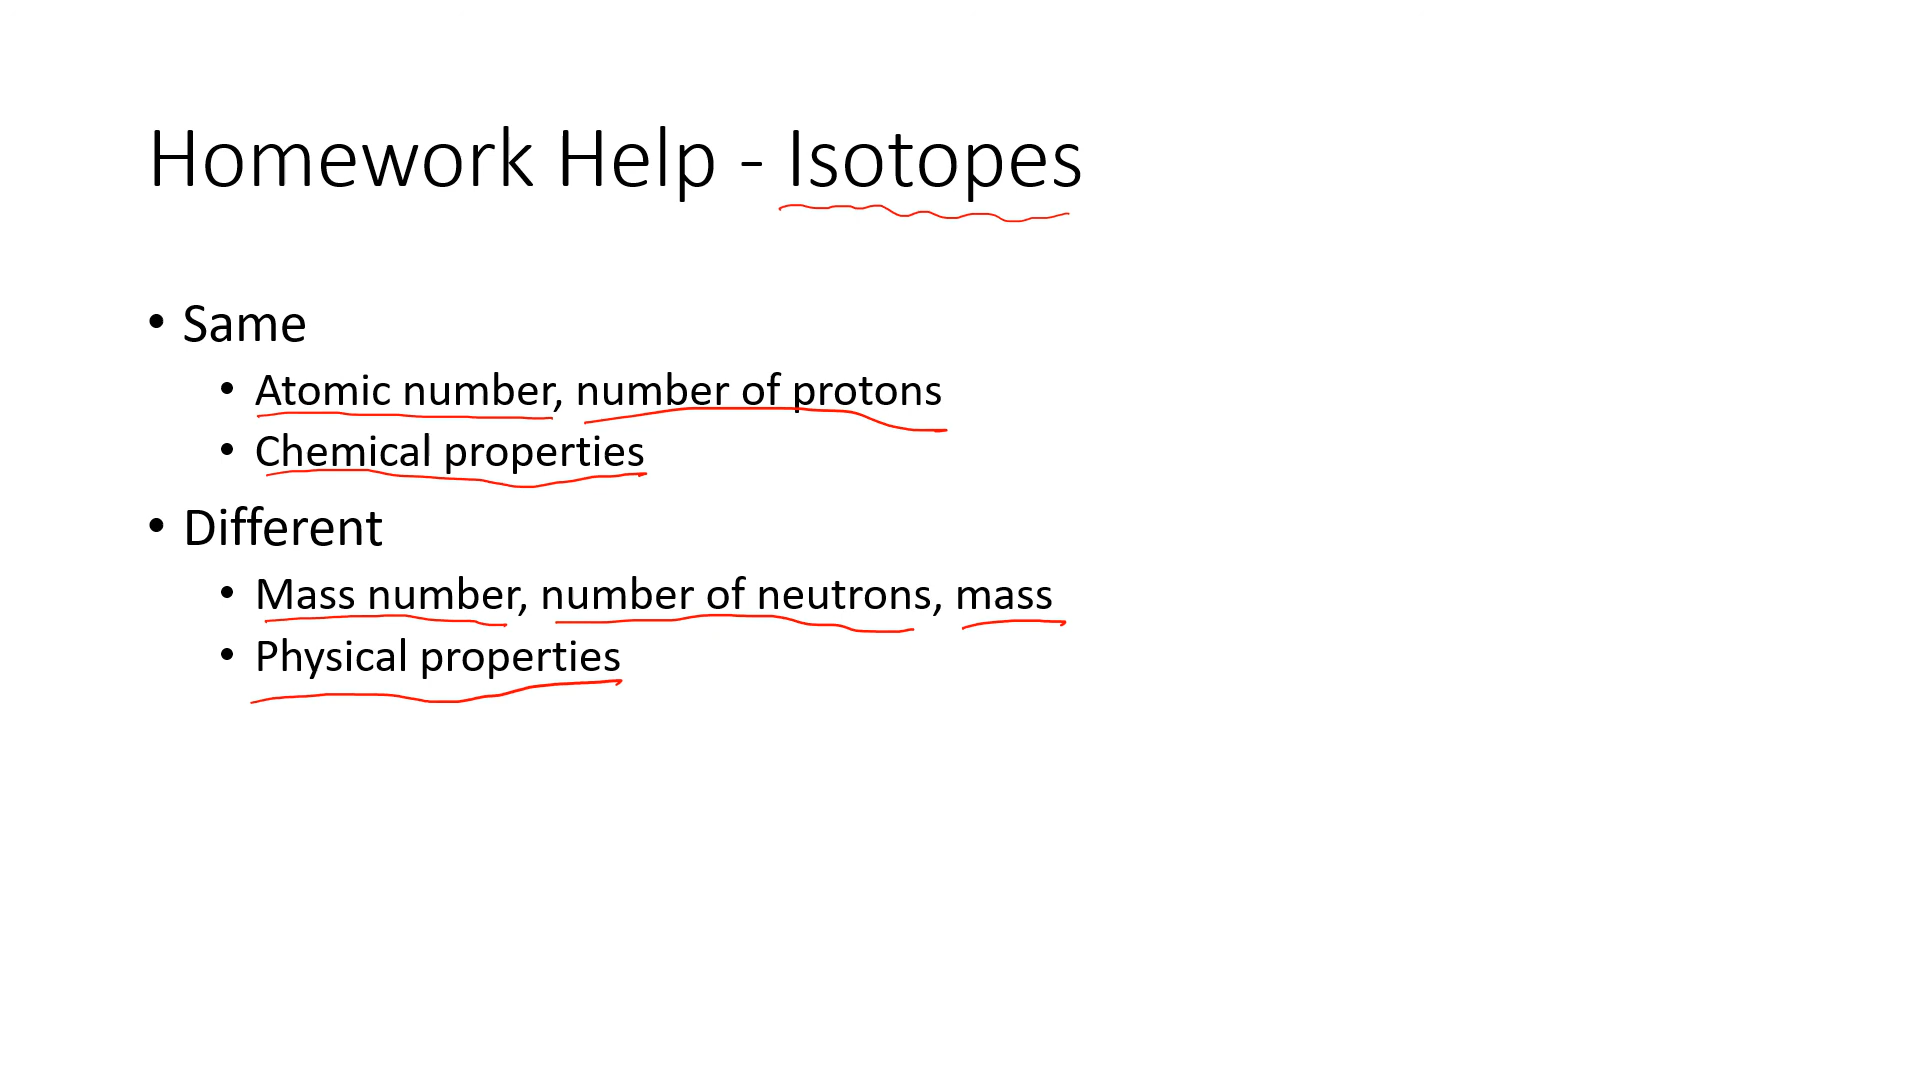 Homework Help - Isotopes
• Same
• Atomic number, number of protons
• Chemical properties
• Different
• Mass number, number of neutrons, mass
• Physical properties